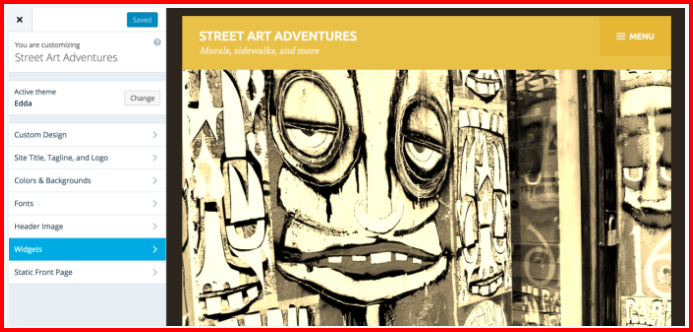 Saved
You are customizing
Street Art Adventures
Active theme
Edda
Change
Custom Design
Site Title, Tagline, and Logo
Colors & Backgrounds
Fonts
Header Image
Widgets
Static Front Page
STREET ART ADVENTURES
Murals, sidewalks, and more
MENU